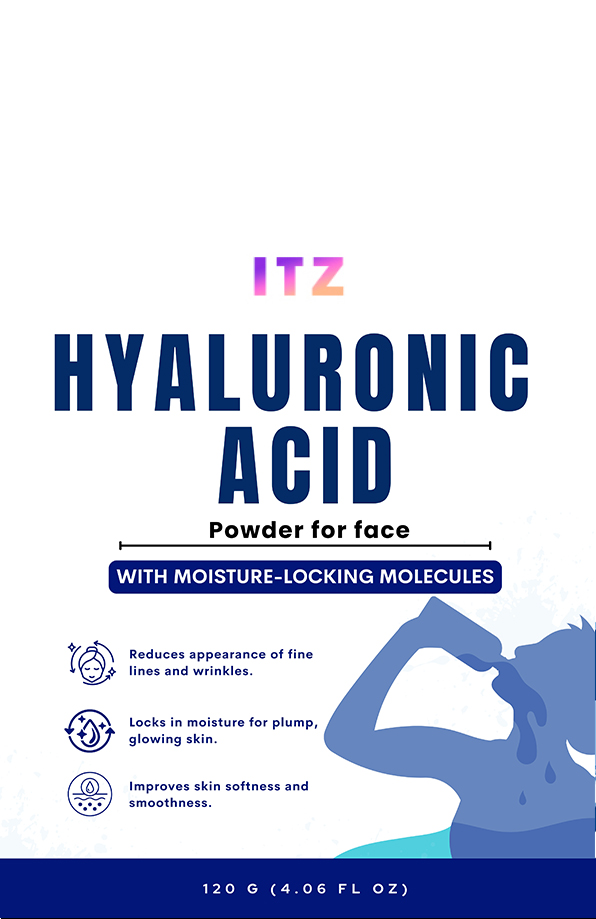 ITZ
HYALURONIC
ACID
Powder for face
WITH MOISTURE-LOCKING MOLECULES
Reduces appearance of fine
lines and wrinkles.
Locks in moisture for plump,
glowing skin.
Improves skin softness and
smoothness.
120 G (4.06 FL OZ)